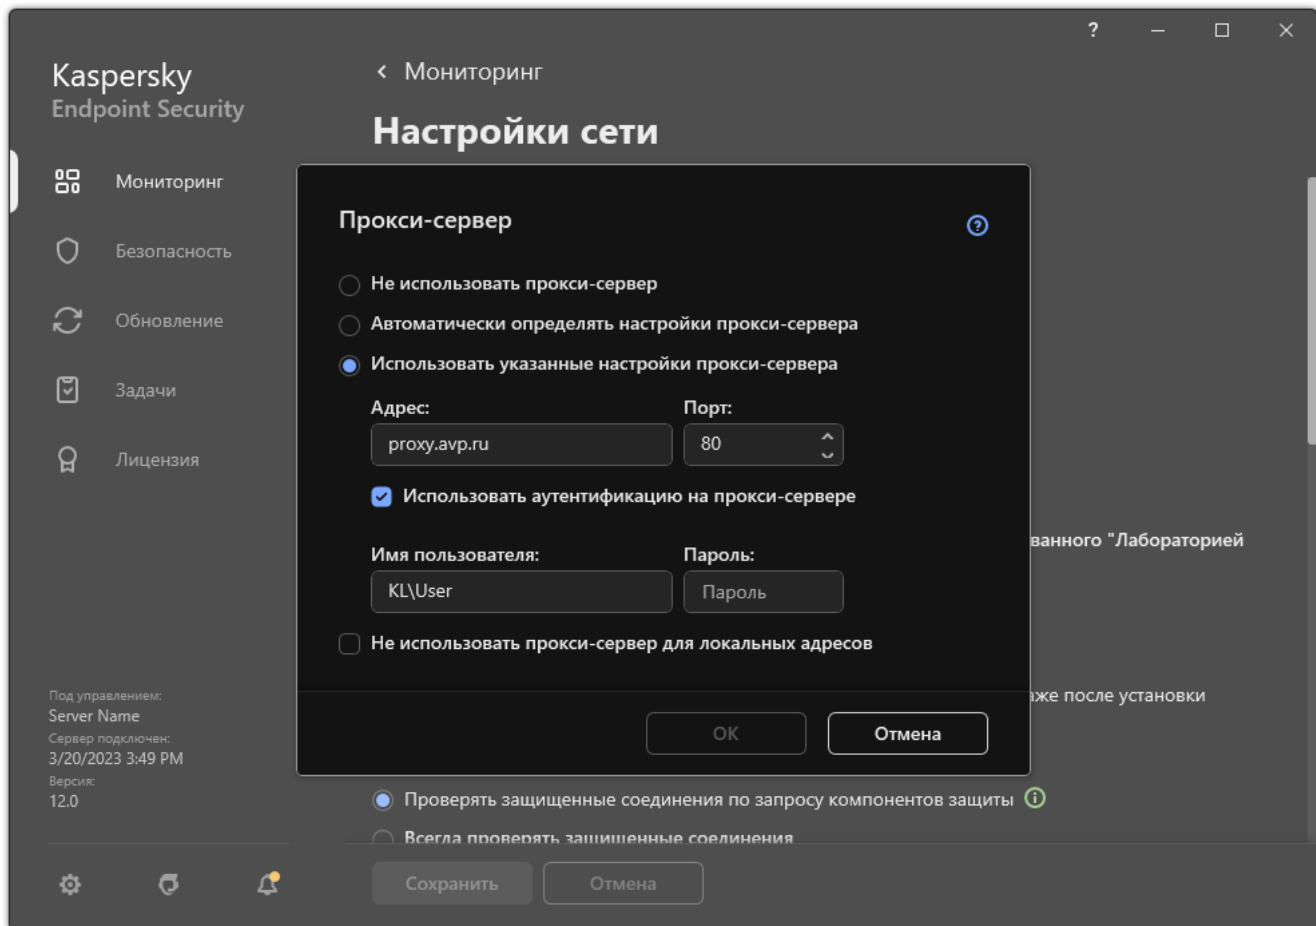 ?
Kaspersky
Endpoint Security
Мониторинг
Безопасность
Обновление
Задачи
Лицензия
Под управлением:
Server Name
Сервер подключен:
3/20/2023 3:49 PM
Версия:
12.0
Мониторинг
Настройки сети
Прокси-сервер
?
Не использовать прокси-сервер
Автоматически определять настройки прокси-сервера
Использовать указанные настройки прокси-сервера
Адрес: Порт:
proxy.avp.ru 80
Использовать аутентификацию на прокси-сервере
Имя пользователя: Пароль:
KL\User Пароль
Не использовать прокси-сервер для локальных адресов
ОК Отмена
ванного "Лабораторией
же после установки
Проверять защищенные соединения по запросу компонентов защиты
Всегда проверять защищенные соединения
Сохранить Отмена